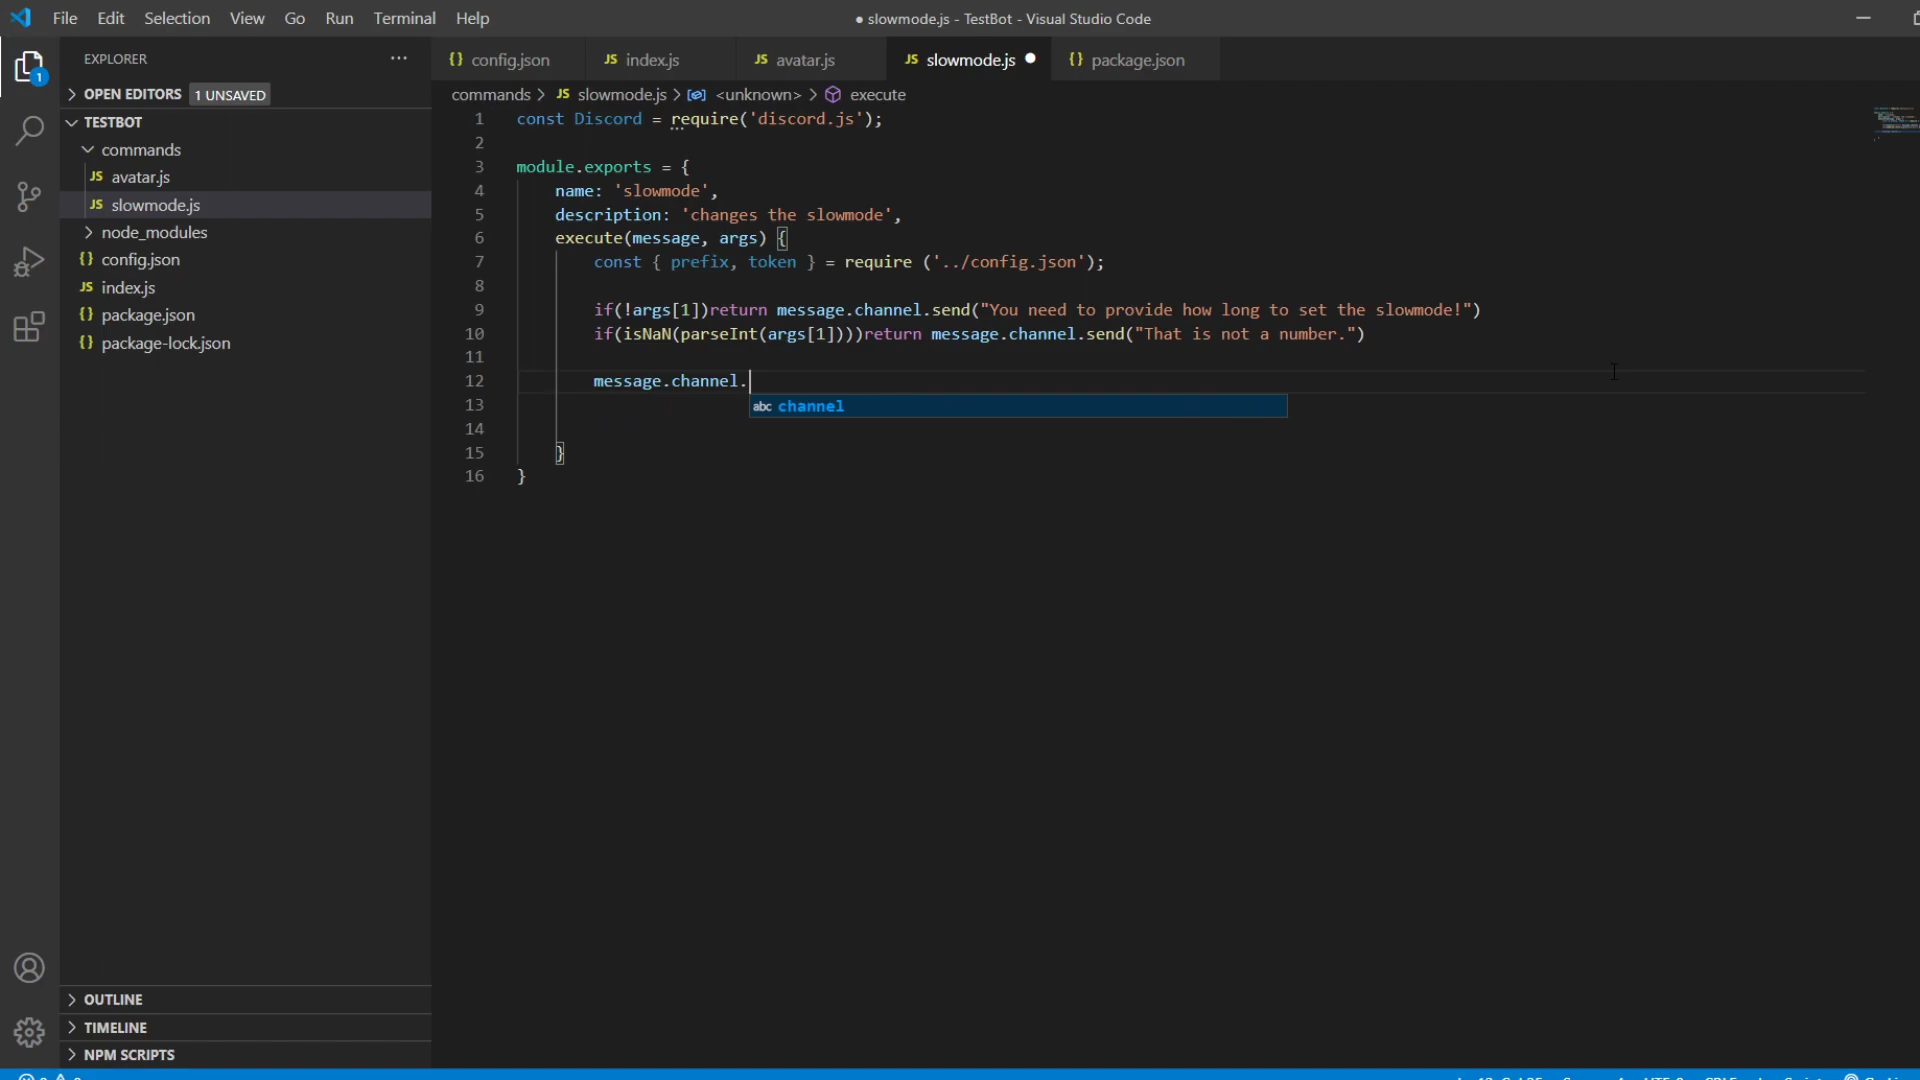 File Edit Selection View Go Run Terminal Help ● slowmode.js - TestBot - Visual Studio Code
EXPLORER ... {} config.json JS index.js JS avatar.js JS slowmode.js ● {} package.json
> OPEN EDITORS 1 UNSAVED commands > JS slowmode.js > <unknown> > execute
TESTBOT
commands
JS avatar.js
JS slowmode.js
> node_modules
{} config.json
JS index.js
{} package.json
{} package-lock.json
1 const Discord = require('discord.js');
2
3 module.exports = {
4 name: 'slowmode',
5 description: 'changes the slowmode',
6 execute(message, args) {
7 const { prefix, token } = require ('../config.json');
8
9 if(!args[1])return message.channel.send("You need to provide how long to set the slowmode!")
10 if(isNaN(parseInt(args[1])))return message.channel.send("That is not a number.")
11
12 message.channel.
abc channel
13
14
15 }
16 }
> OUTLINE
> TIMELINE
> NPM SCRIPTS
1